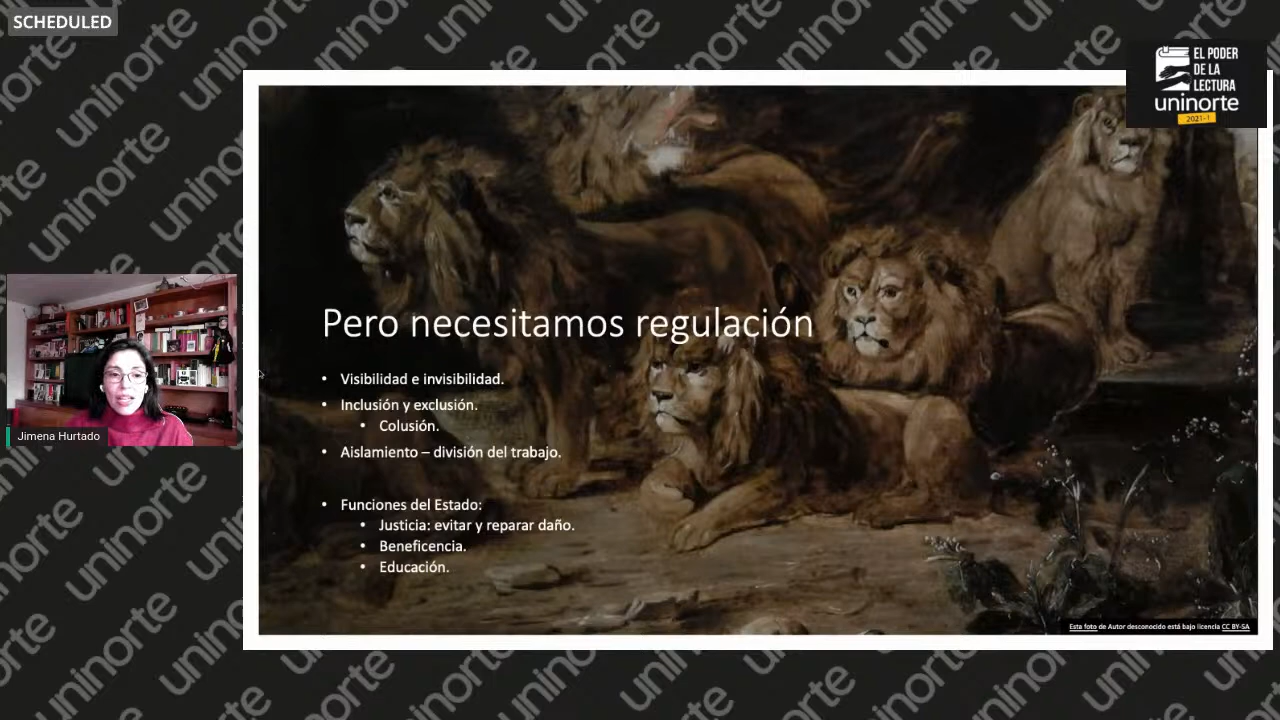 SCHEDULED
EL PODER
DE LA
LECTURA
uninorte
2021-1
Pero necesitamos regulación
• Visibilidad e invisibilidad.
• Inclusión y exclusión.
• Colusión.
• Aislamiento – división del trabajo.
• Funciones del Estado:
• Justicia: evitar y reparar daño.
• Beneficencia.
• Educación.
Jimena Hurtado
Esta foto de Autor desconocido está bajo licencia CC BY-SA
uninorte